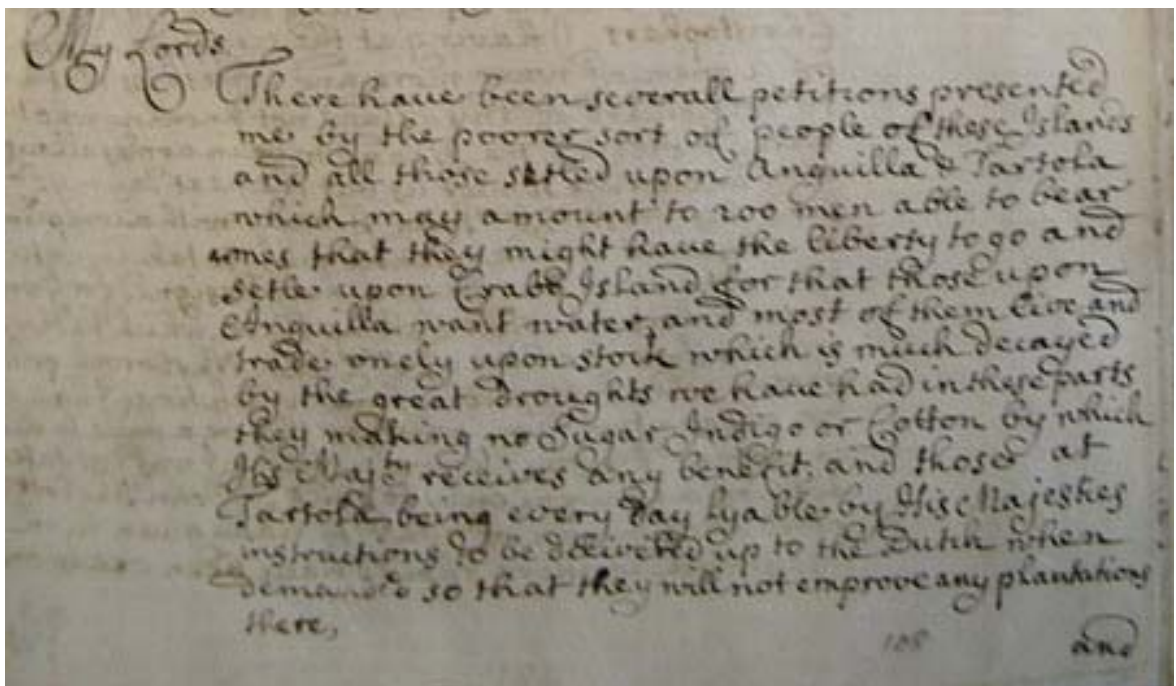 My Lords
There have been severall petitions presented
me by the poorer sort of people of these Islands
and all those setled upon Anguilla & Tartola
which may amount to 200 men able to bear
armes that they might have the liberty to go and
setle upon Crabb Island for that those upon
Anguilla want water, and most of them live and
trade onely upon stock which is much decayed
by the great droughts we have had in these parts
they making no Sugar Indigo or Cotton by which
His Majty receives any benefit, and those at
Tartola being every day lyable by His Majesties
instructions to be delivered up to the Dutch when
demanded so that they will not emprove any plantations
there,
108
and